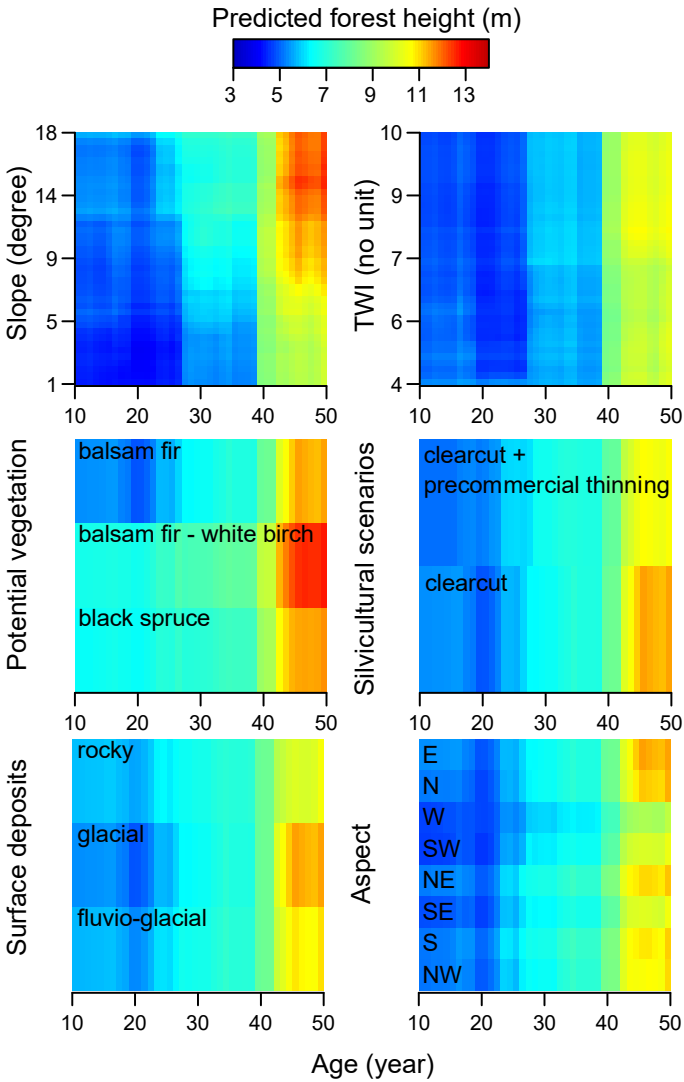 Predicted forest height (m)
3 5 7 9 11 13
Slope (degree)
18
14
9
5
1
10 20 30 40 50
TWI (no unit)
10
9
7
6
4
10 20 30 40 50
Potential vegetation
balsam fir
balsam fir - white birch
black spruce
10 20 30 40 50
Silvicultural scenarios
clearcut +
precommercial thinning
clearcut
10 20 30 40 50
Surface deposits
rocky
glacial
fluvio-glacial
10 20 30 40 50
Aspect
E
N
W
SW
NE
SE
S
NW
10 20 30 40 50
Age (year)